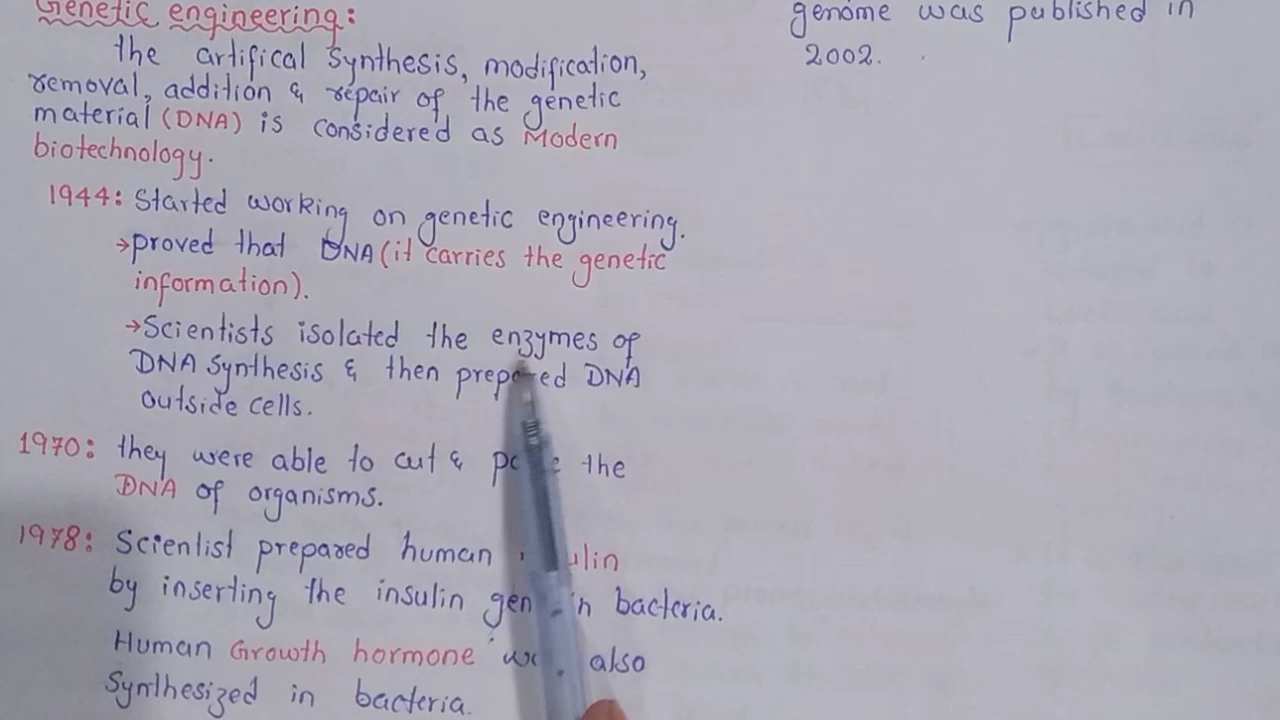 Genetic engineering:
the artifical synthesis, modification,
removal, addition & repair of the genetic
material (DNA) is considered as Modern
biotechnology.
1944: Started working on genetic engineering.
→proved that DNA (it carries the genetic
information).
→Scientists isolated the enzymes of
DNA synthesis & then prepared DNA
outside cells.
1970: they were able to cut & the
DNA of organisms.
1978: Scientist prepared human
by inserting the insulin in bacteria.
Human Growth hormone also
Synthesized in bacteria.
genome was published in
2002.